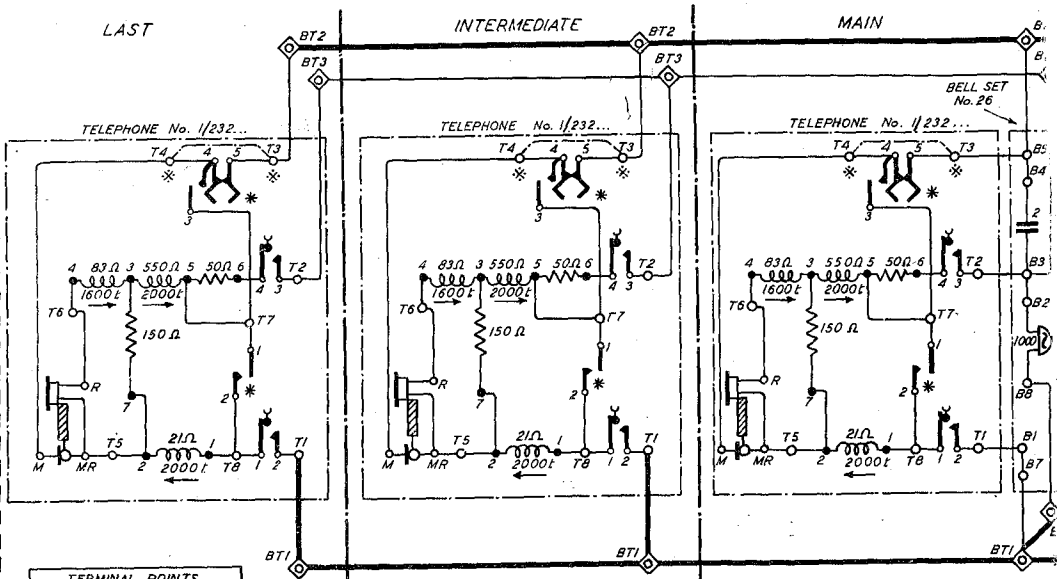 LAST
INTERMEDIATE
MAIN
BT2
BT2
BT3
BT3
BELL SET
No. 26
TELEPHONE No. 1/232...
TELEPHONE No. 1/232...
TELEPHONE No. 1/232...
T4 4 5 T3
T4 4 5 T3
T4 4 5 T3
B5
B4
※ ※ *
※ ※ *
※ ※ *
3
3
3
2
4 83Ω 3 550Ω 5 50Ω 6 4 3 T2
4 83Ω 3 550Ω 5 50Ω 6 4 3 T2
4 83Ω 3 550Ω 5 50Ω 6 4 3 T2
B3
1600t 2000t
1600t 2000t
1600t 2000t
B2
T6 150Ω T7
T6 150Ω T7
T6 150Ω T7
1
1
1
1000
R 7 2 *
R 7 2 *
R 7 2 *
B8
M MR T5 2 21Ω 1 T8 1 2 T1
M MR T5 2 21Ω 1 T8 1 2 T1
M MR T5 2 21Ω 1 T8 1 2 T1
B1
2000t
2000t
2000t
B7
BT1
BT1
BT1
TERMINAL POINTS